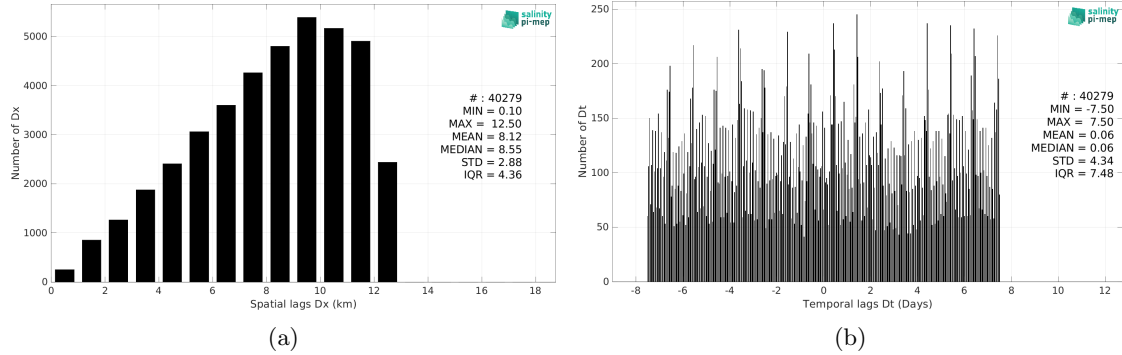 5000
4000
3000
2000
1000
0
Number of Dx
0 2 4 6 8 10 12 14 16 18
Spatial lags Dx (km)
salinity
pi-mep
# : 40279
MIN = 0.10
MAX = 12.50
MEAN = 8.12
MEDIAN = 8.55
STD = 2.88
IQR = 4.36
(a)
250
200
150
100
50
0
Number of Dt
-8 -6 -4 -2 0 2 4 6 8 10 12
Temporal lags Dt (Days)
salinity
pi-mep
# : 40279
MIN = -7.50
MAX = 7.50
MEAN = 0.06
MEDIAN = 0.06
STD = 4.34
IQR = 7.48
(b)